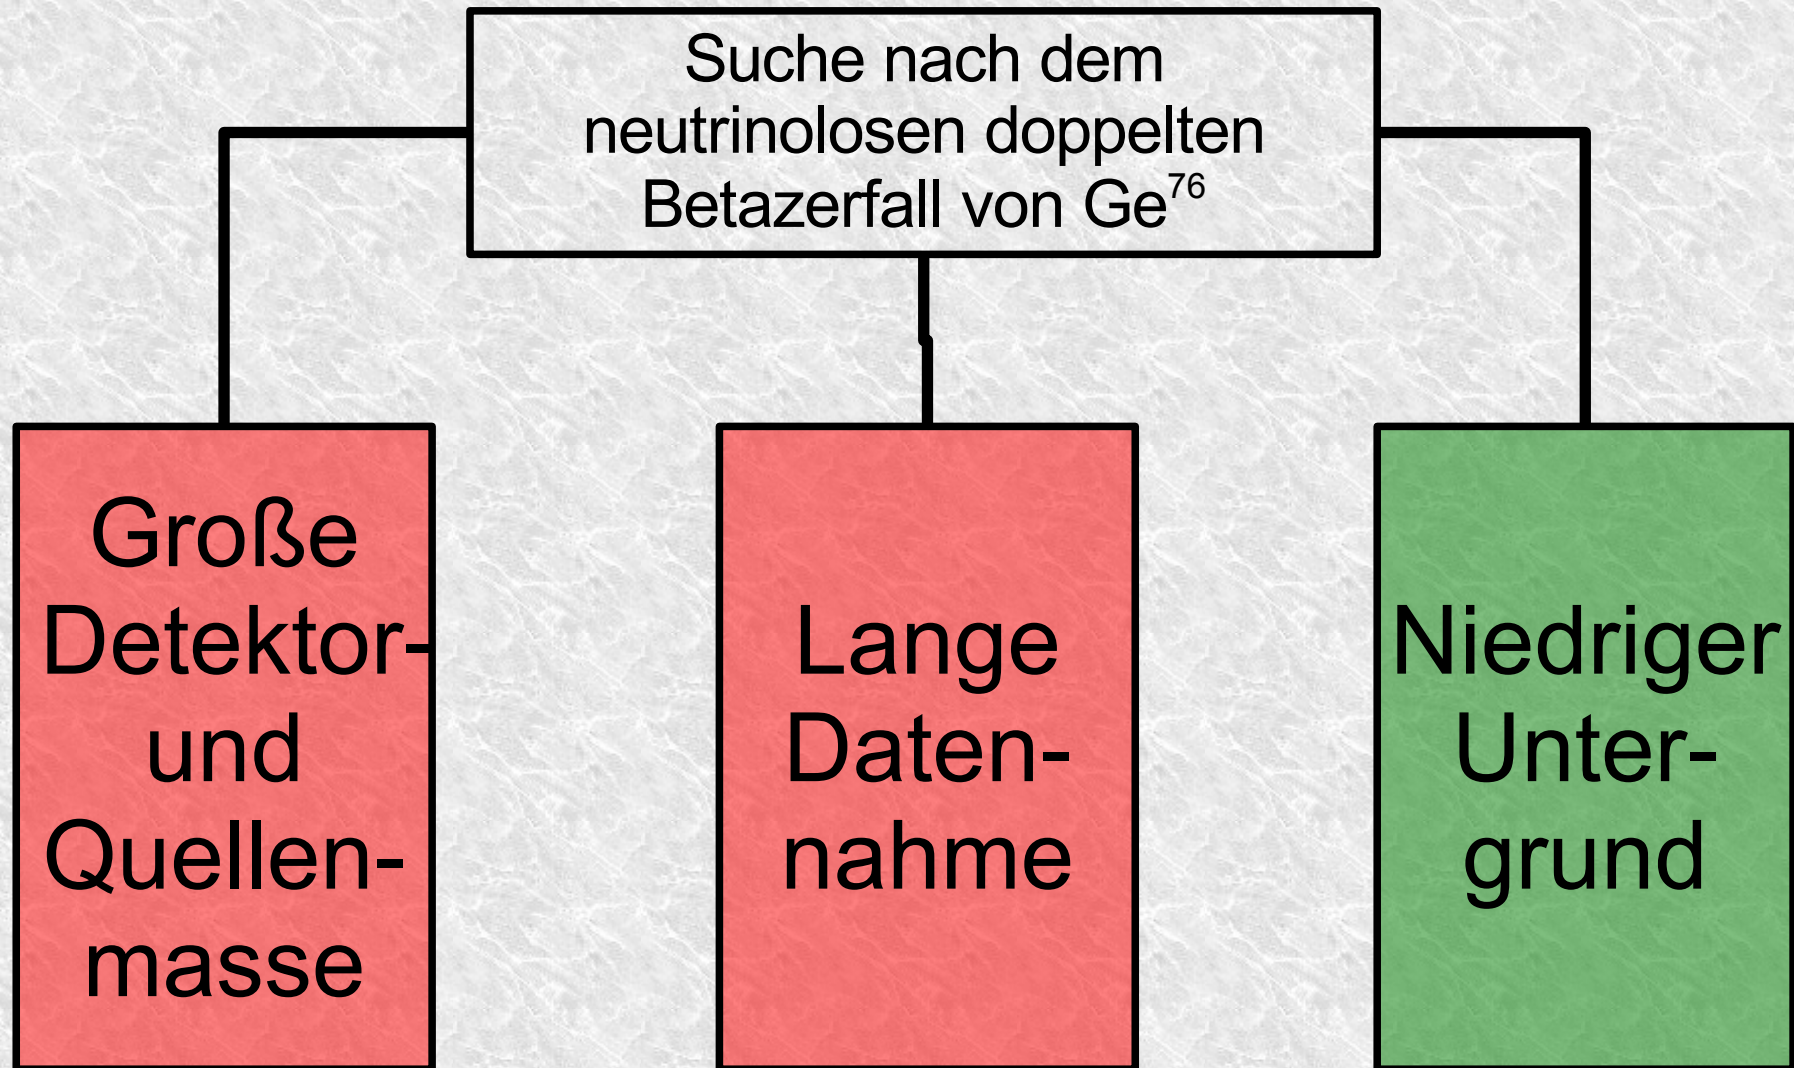 Suche nach dem
neutrinolosen doppelten
Betazerfall von Ge⁷⁶
Große
Detektor-
und
Quellen-
masse
Lange
Daten-
nahme
Niedriger
Unter-
grund